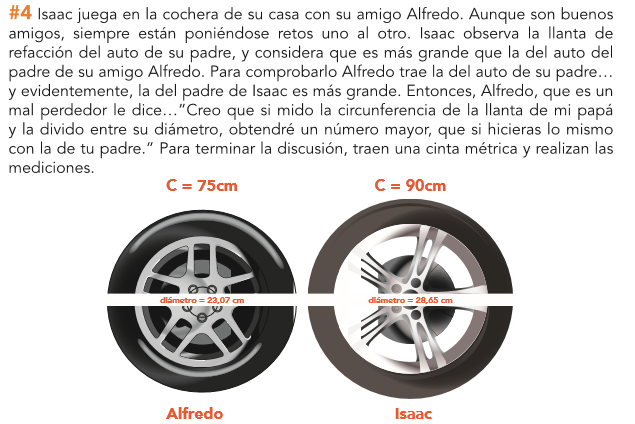 #4 Isaac juega en la cochera de su casa con su amigo Alfredo. Aunque son buenos
amigos, siempre están poniéndose retos uno al otro. Isaac observa la llanta de
refacción del auto de su padre, y considera que es más grande que la del auto del
padre de su amigo Alfredo. Para comprobarlo Alfredo trae la del auto de su padre...
y evidentemente, la del padre de Isaac es más grande. Entonces, Alfredo, que es un
mal perdedor le dice..."Creo que si mido la circunferencia de la llanta de mi papá
y la divido entre su diámetro, obtendré un número mayor, que si hicieras lo mismo
con la de tu padre." Para terminar la discusión, traen una cinta métrica y realizan las
mediciones.
C = 75cm
C = 90cm
diámetro = 23,07 cm
diámetro = 28,65 cm
Alfredo
Isaac